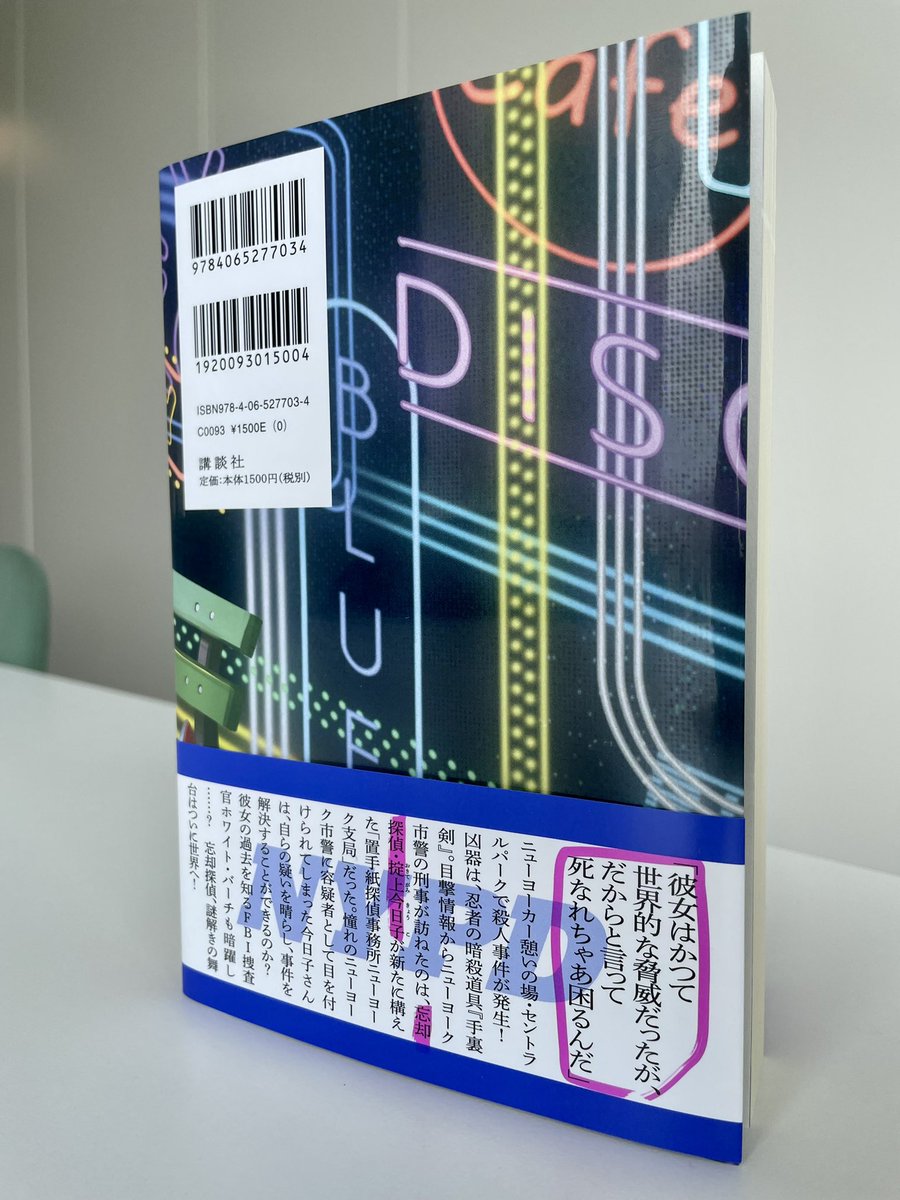 cafe
DISC
BLUE
9784065277034
1920093015004
ISBN978-4-06-527703-4
C0093 ¥1500E (0)
講談社
定価:本体1500円(税別)
「彼女はかつて
世界的な脅威だったが、
だからと言って
死なれちゃあ困るんだ」
ニューヨーカー憩いの場・セントラ
ルパークで殺人事件が発生!
凶器は、忍者の暗殺道具『手裏
剣』。目撃情報からニューヨーク
市警の刑事が訪ねたのは、忘却
探偵・掟上今日子が新たに構え
た「置手紙探偵事務所ニューヨー
ク支局」だった。憧れのニューヨー
ク市警に容疑者として目を付
けられてしまった今日子さん
は、自らの疑いを晴らし、事件を
解決することができるのか?
彼女の過去を知るFBI捜査
官ホワイト・バーチも暗躍し
……? 忘却探偵、謎解きの舞
台はついに世界へ!
おきてがみ きょうこ
NYPD